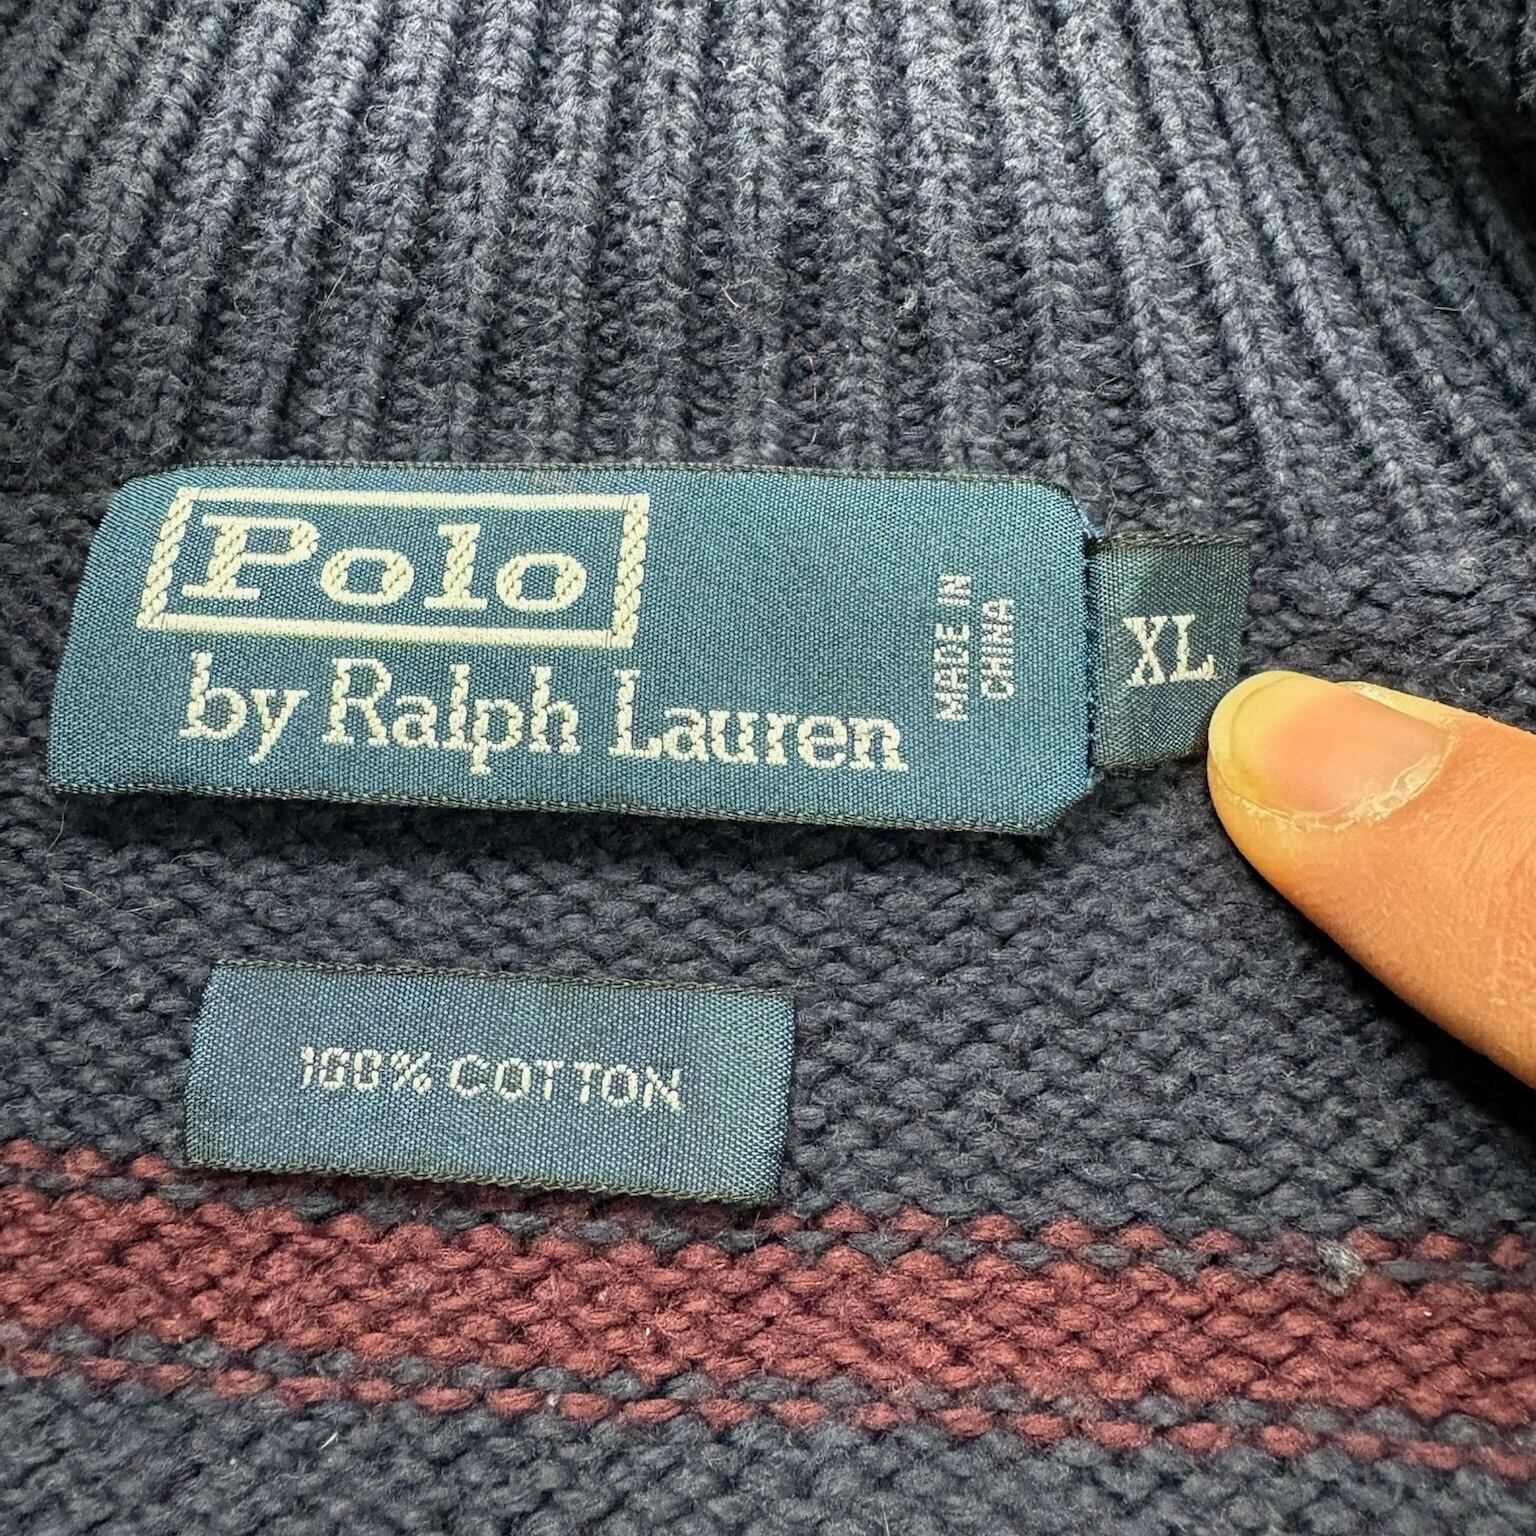 Polo
by Ralph Lauren
MADE IN
CHINA
XL
100% COTTON